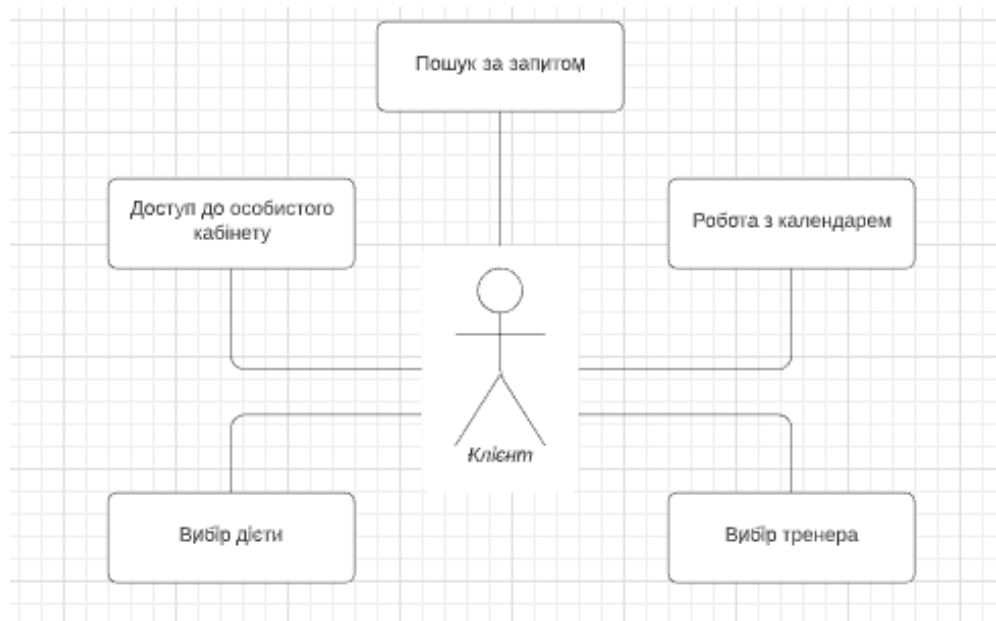 Пошук за запитом
Доступ до особистого
кабінету
Робота з календарем
Клієнт
Вибір дієти
Вибір тренера